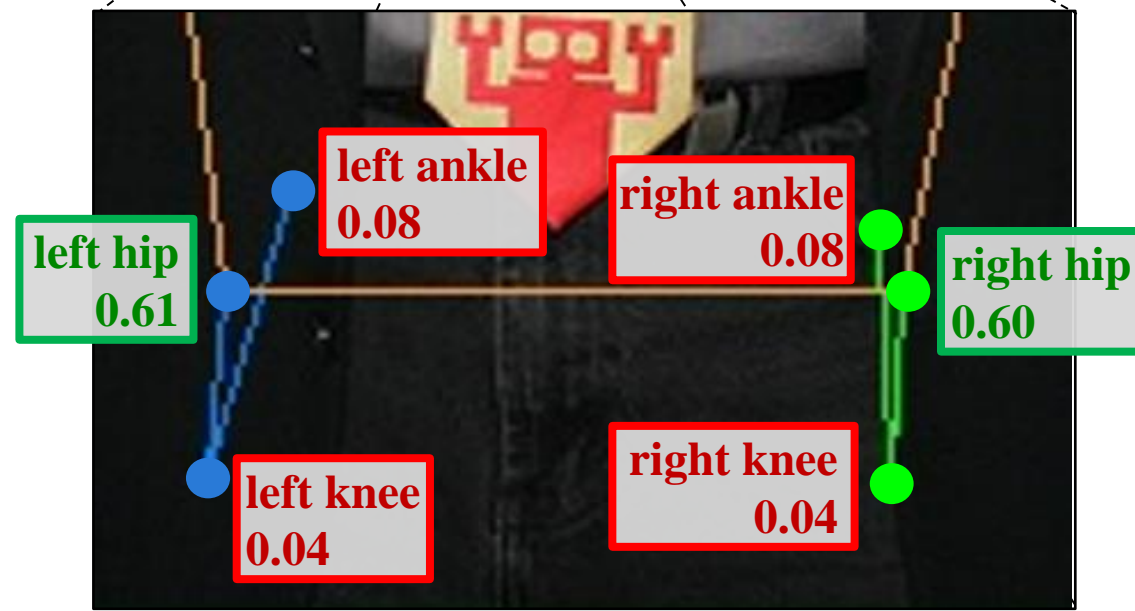 left ankle
0.08
right ankle
0.08
left hip
0.61
right hip
0.60
left knee
0.04
right knee
0.04